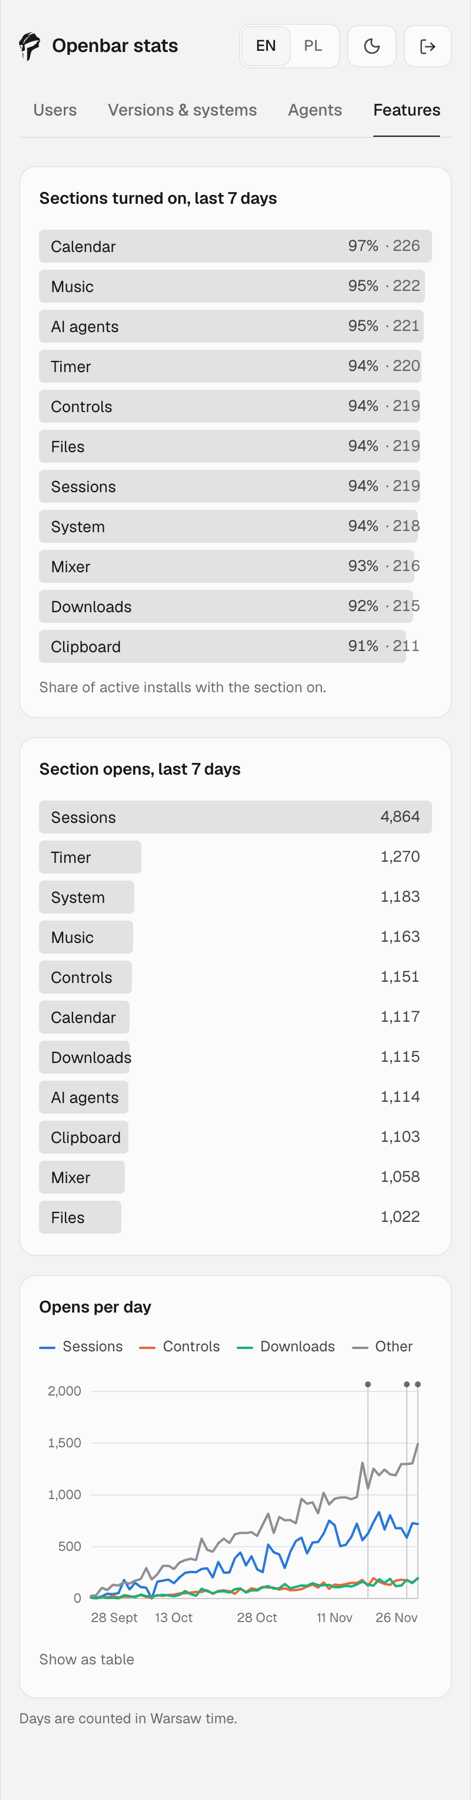 Openbar stats
EN PL
Users Versions & systems Agents Features
Sections turned on, last 7 days
Calendar 97% · 226
Music 95% · 222
AI agents 95% · 221
Timer 94% · 220
Controls 94% · 219
Files 94% · 219
Sessions 94% · 219
System 94% · 218
Mixer 93% · 216
Downloads 92% · 215
Clipboard 91% · 211
Share of active installs with the section on.
Section opens, last 7 days
Sessions 4,864
Timer 1,270
System 1,183
Music 1,163
Controls 1,151
Calendar 1,117
Downloads 1,115
AI agents 1,114
Clipboard 1,103
Mixer 1,058
Files 1,022
Opens per day
Sessions Controls Downloads Other
2,000
1,500
1,000
500
0
28 Sept 13 Oct 28 Oct 11 Nov 26 Nov
Show as table
Days are counted in Warsaw time.